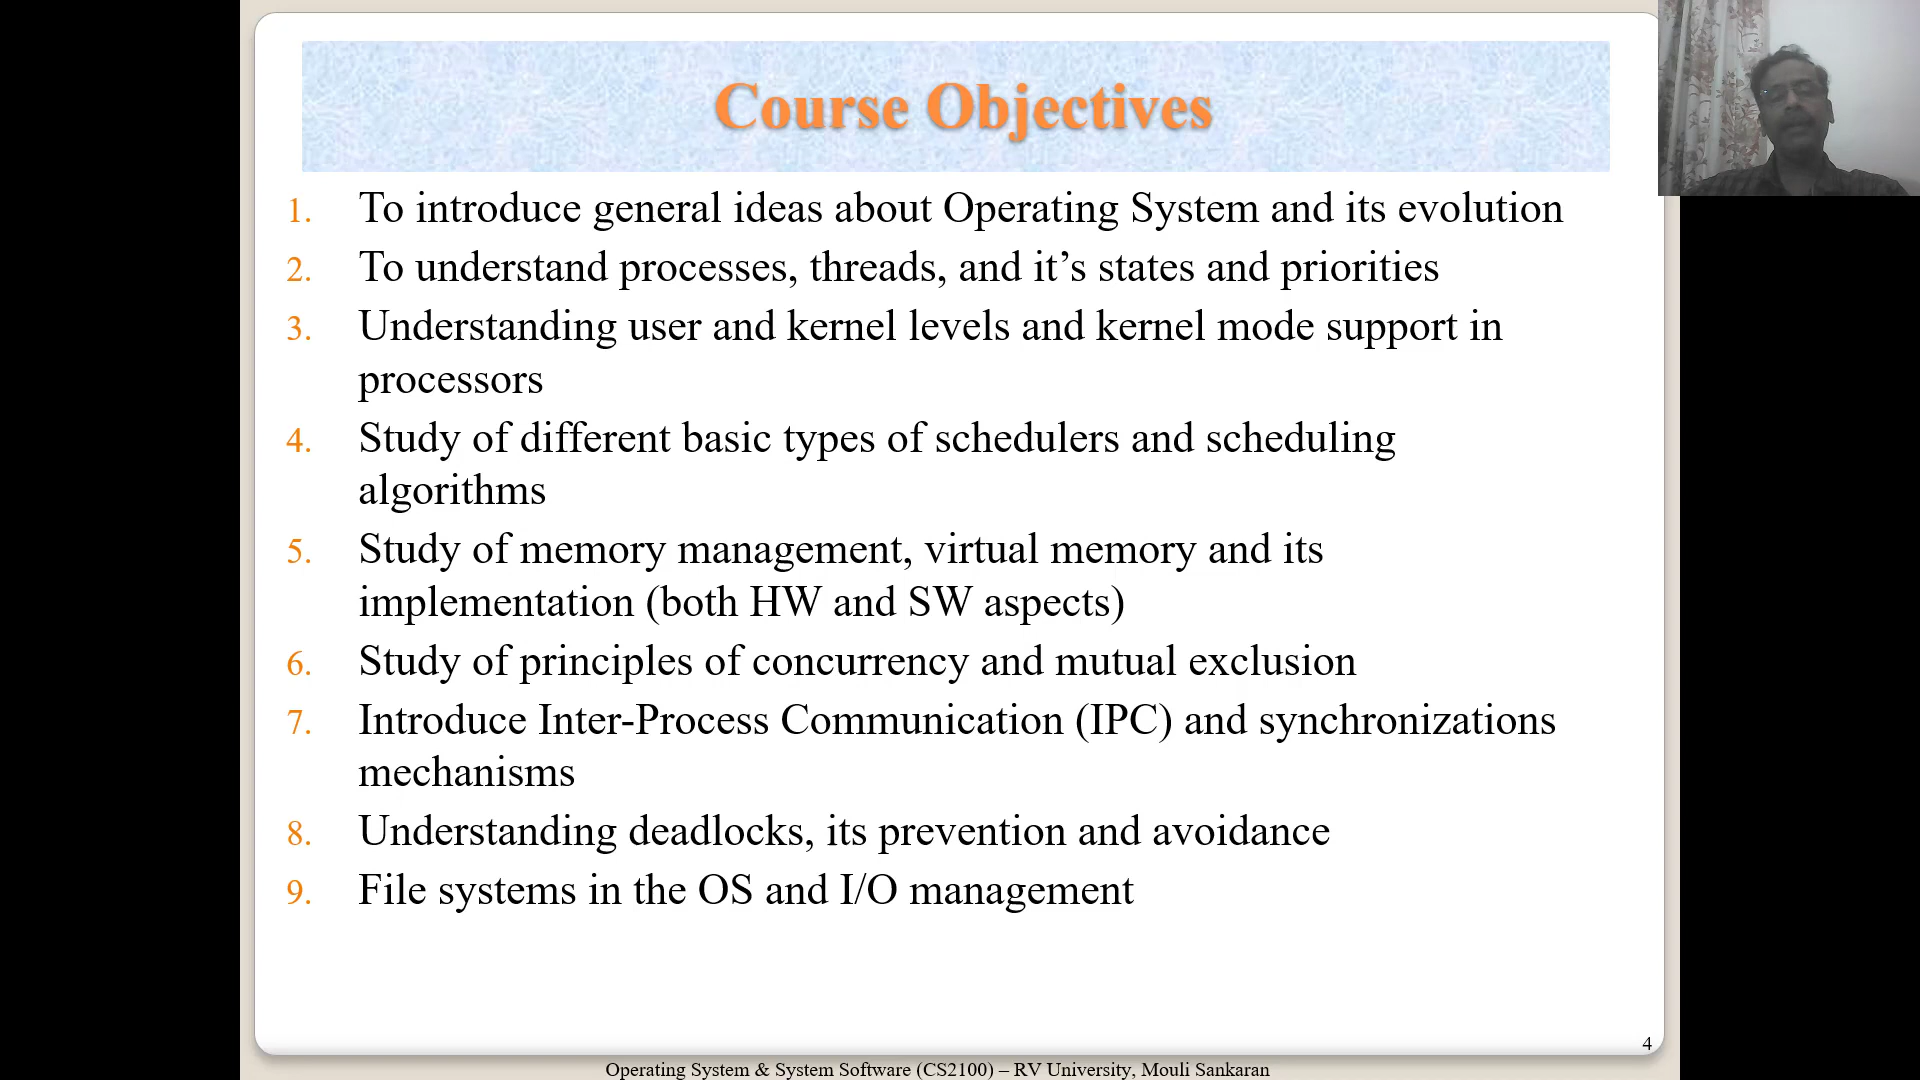 Course Objectives
1. To introduce general ideas about Operating System and its evolution
2. To understand processes, threads, and it’s states and priorities
3. Understanding user and kernel levels and kernel mode support in
processors
4. Study of different basic types of schedulers and scheduling
algorithms
5. Study of memory management, virtual memory and its
implementation (both HW and SW aspects)
6. Study of principles of concurrency and mutual exclusion
7. Introduce Inter-Process Communication (IPC) and synchronizations
mechanisms
8. Understanding deadlocks, its prevention and avoidance
9. File systems in the OS and I/O management
4
Operating System & System Software (CS2100) – RV University, Mouli Sankaran